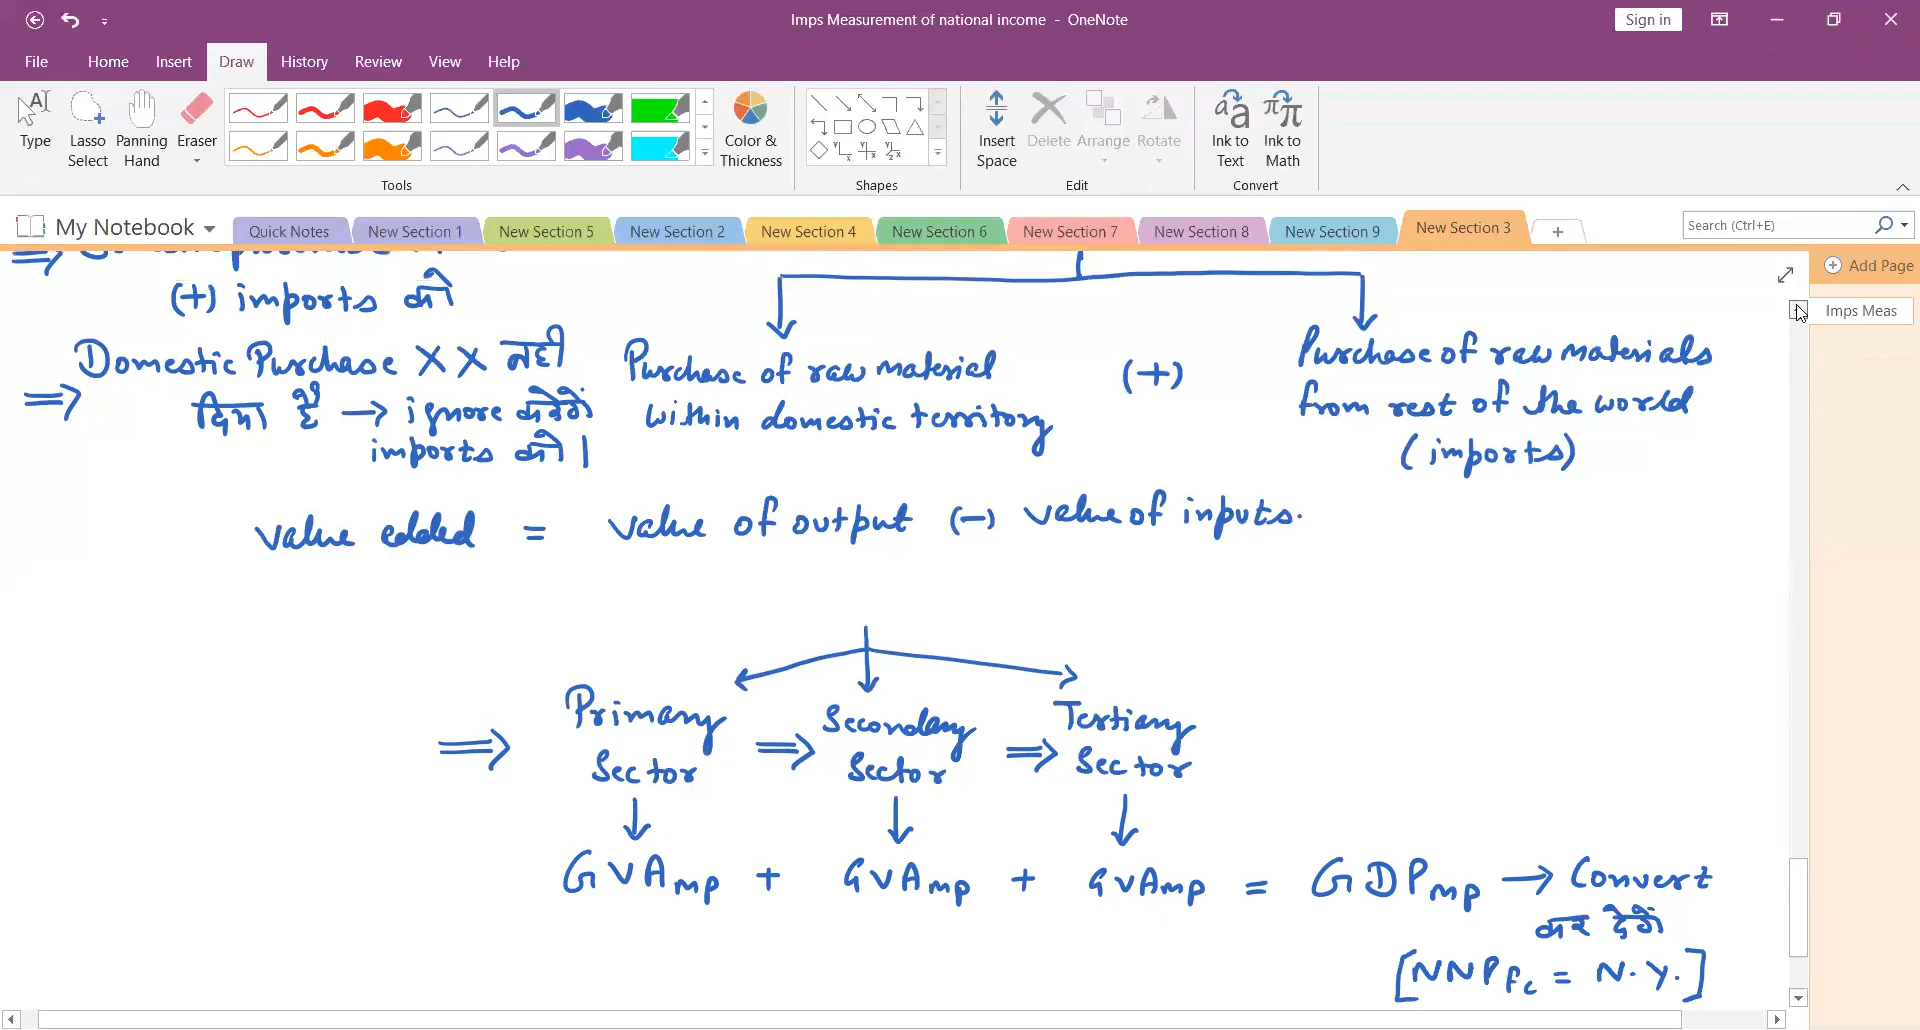 Imps Measurement of national income - OneNote
Sign in
File Home Insert Draw History Review View Help
Type
Lasso Select
Panning Hand
Eraser
Color & Thickness
Insert Space
Delete
Arrange
Rotate
Ink to Text
Ink to Math
Tools
Shapes
Edit
Convert
My Notebook
Quick Notes
New Section 1
New Section 5
New Section 2
New Section 4
New Section 6
New Section 7
New Section 8
New Section 9
New Section 3
Search (Ctrl+E)
Add Page
Imps Meas
(+) imports को
Domestic Purchase X X नही
⇒ दिया है → ignore करेंगे
imports को ।
Purchase of raw material
within domestic territory
(+)
Purchase of raw materials
from rest of the world
(imports)
value added = value of output (-) value of inputs.
⇒ Primary Sector ⇒ Secondary Sector ⇒ Tertiary Sector
GVAmp + GVAmp + GVAmp = GDPmp → Convert
कर देंगे
[NNPfc = N.Y.]